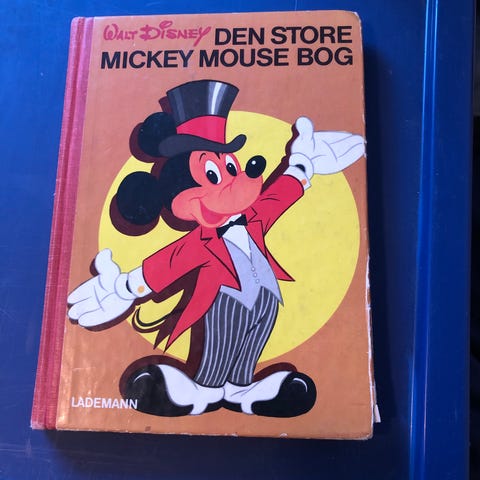 WALT DISNEY DEN STORE
MICKEY MOUSE BOG
LADEMANN